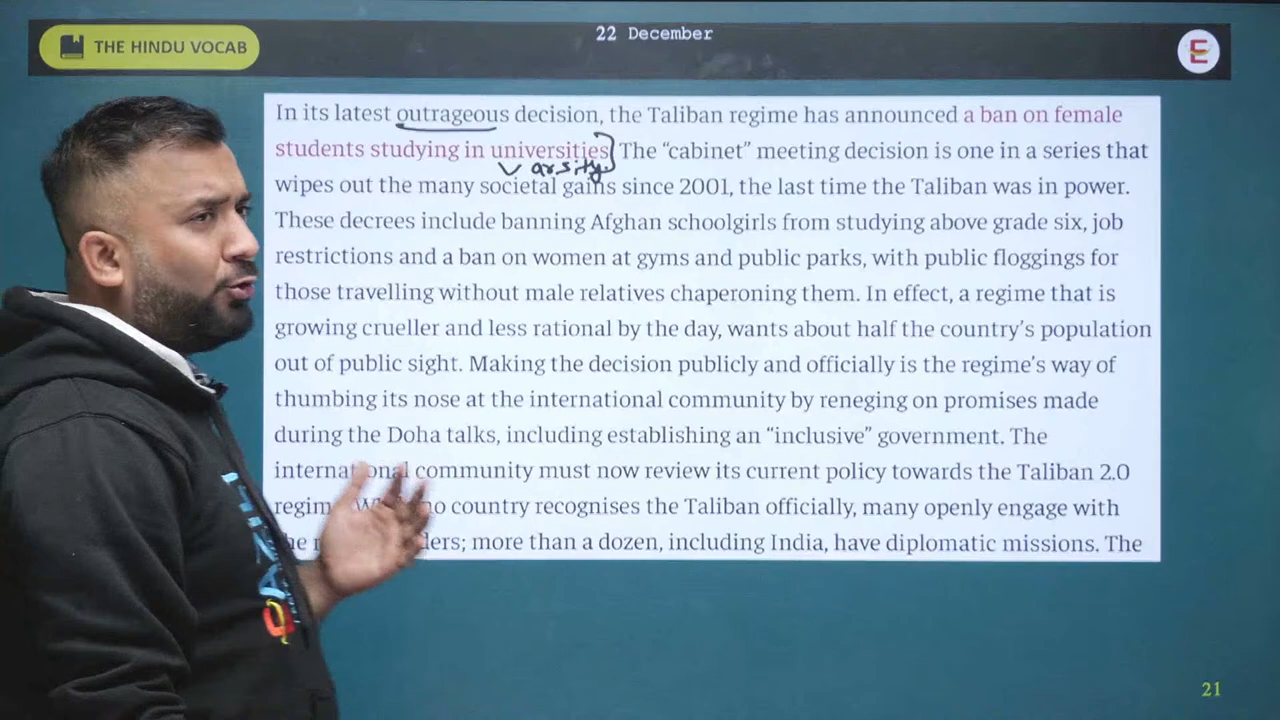 THE HINDU VOCAB
22 December
E
In its latest outrageous decision, the Taliban regime has announced a ban on female
students studying in universities. The “cabinet” meeting decision is one in a series that
varsity
wipes out the many societal gains since 2001, the last time the Taliban was in power.
These decrees include banning Afghan schoolgirls from studying above grade six, job
restrictions and a ban on women at gyms and public parks, with public floggings for
those travelling without male relatives chaperoning them. In effect, a regime that is
growing crueller and less rational by the day, wants about half the country’s population
out of public sight. Making the decision publicly and officially is the regime’s way of
thumbing its nose at the international community by reneging on promises made
during the Doha talks, including establishing an “inclusive” government. The
international community must now review its current policy towards the Taliban 2.0
regim no country recognises the Taliban officially, many openly engage with
ders; more than a dozen, including India, have diplomatic missions. The
21